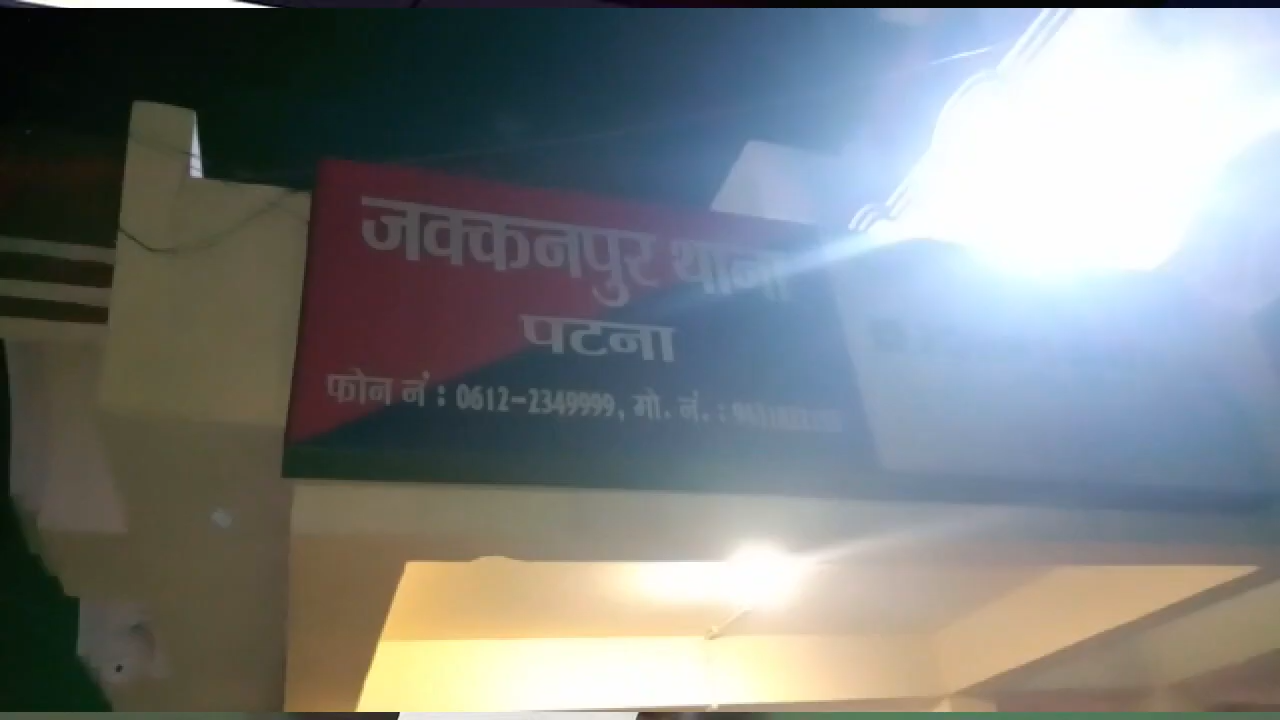 जक्कनपुर थाना
पटना
फोन नं : 0612-2349999, मो. नं. :